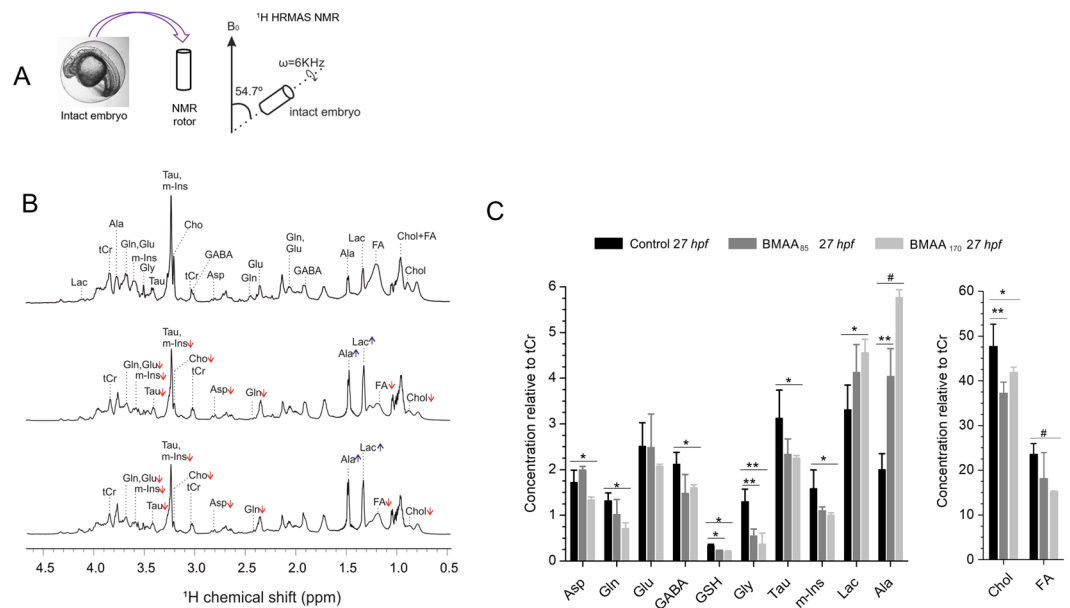 A
Intact embryo
NMR
rotor
B₀
¹H HRMAS NMR
ω=6KHz
54.7º
intact embryo
B
Tau,
m-Ins
Cho
Ala
tCr
Gln,Glu
m-Ins
Gly
Tau
Lac
GABA
tCr
Asp
Glu
Gln
Gln,
Glu
GABA
Lac
Ala
FA
Chol+FA
Chol
Tau,
m-Ins↓
Cho↓
tCr
Gln,Glu↓
m-Ins↓
Tau↓
tCr
Asp↓
Gln↓
Lac↑
Ala↑
FA↓
Chol↓
Tau,
m-Ins↓
Cho↓
tCr
Gln,Glu↓
m-Ins↓
Tau↓
tCr
Asp↓
Gln↓
Lac↑
Ala↑
FA↓
Chol↓
4.5 4.0 3.5 3.0 2.5 2.0 1.5 1.0 0.5
¹H chemical shift (ppm)
C
Control 27 hpf
BMAA₈₅ 27 hpf
BMAA ₁₇₀ 27 hpf
Concentration relative to tCr
6
5
4
3
2
1
0
* * * * * ** ** * * * ** #
Asp Gln Glu GABA GSH Gly Tau m-Ins Lac Ala
Concentration relative to tCr
60
50
40
30
20
10
0
*
**
#
Chol FA